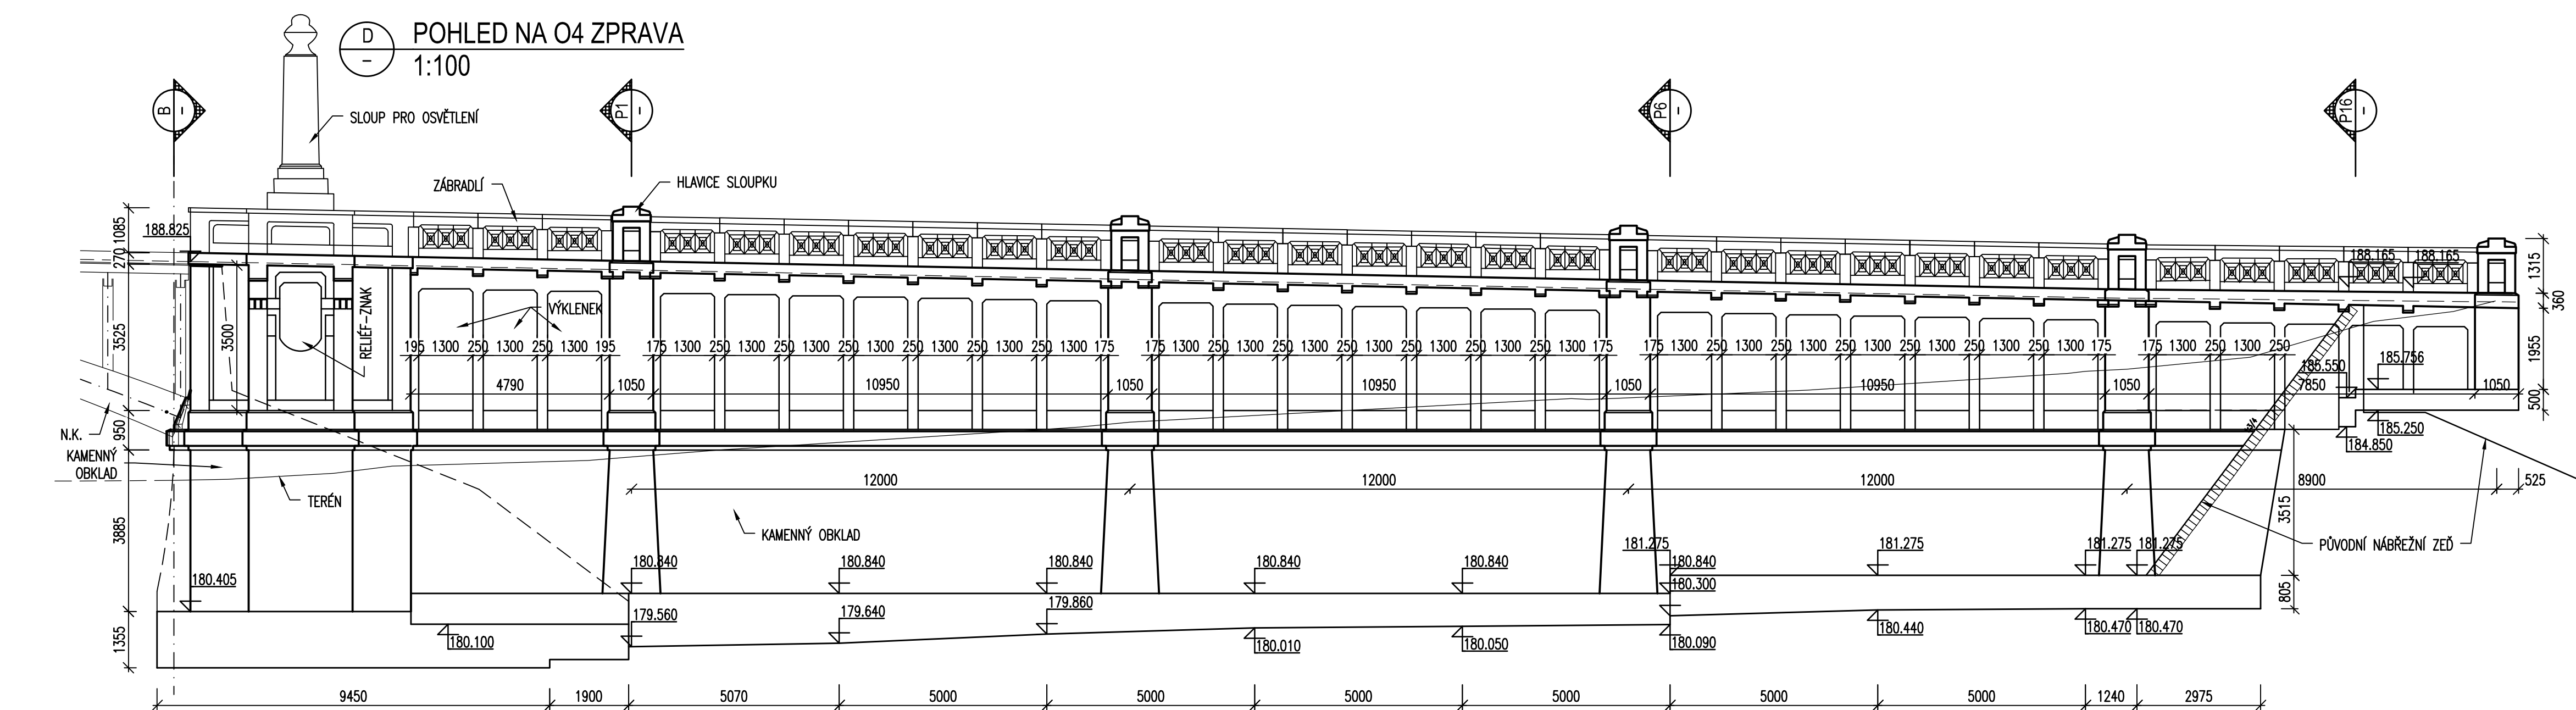 D
–
POHLED NA O4 ZPRAVA
1:100
B
–
P1
–
P6
–
P16
–
SLOUP PRO OSVĚTLENÍ
ZÁBRADLÍ
HLAVICE SLOUPKU
1085
188.825
270
188.165 188.165
1315
360
3525
3500
RELIÉF-ZNAK
VÝKLENEK
195 1300 250 1300 250 1300 195 175 1300 250 1300 250 1300 250 1300 250 1300 250 1300 250 1300 175 175 1300 250 1300 250 1300 250 1300 250 1300 250 1300 250 1300 175 175 1300 250 1300 250 1300 250 1300 250 1300 250 1300 250 1300 175 175 1300 250 1300 250
185.550
185.756
1955
4790 1050 10950 1050 10950 1050 10950 1050 7850 1050
500
950
N.K.
KAMENNÝ
OBKLAD
TERÉN
3/4
185.250
184.850
12000 12000 12000 8900 525
3885
3515
KAMENNÝ OBKLAD
PŮVODNÍ NÁBŘEŽNÍ ZEĎ
180.405
180.840 180.840 180.840 180.840 180.840 181.275 180.840 181.275 181.275 181.275
180.300
805
179.560 179.640 179.860
1355
180.100
180.010 180.050 180.090 180.440 180.470 180.470
9450 1900 5070 5000 5000 5000 5000 5000 5000 1240 2975